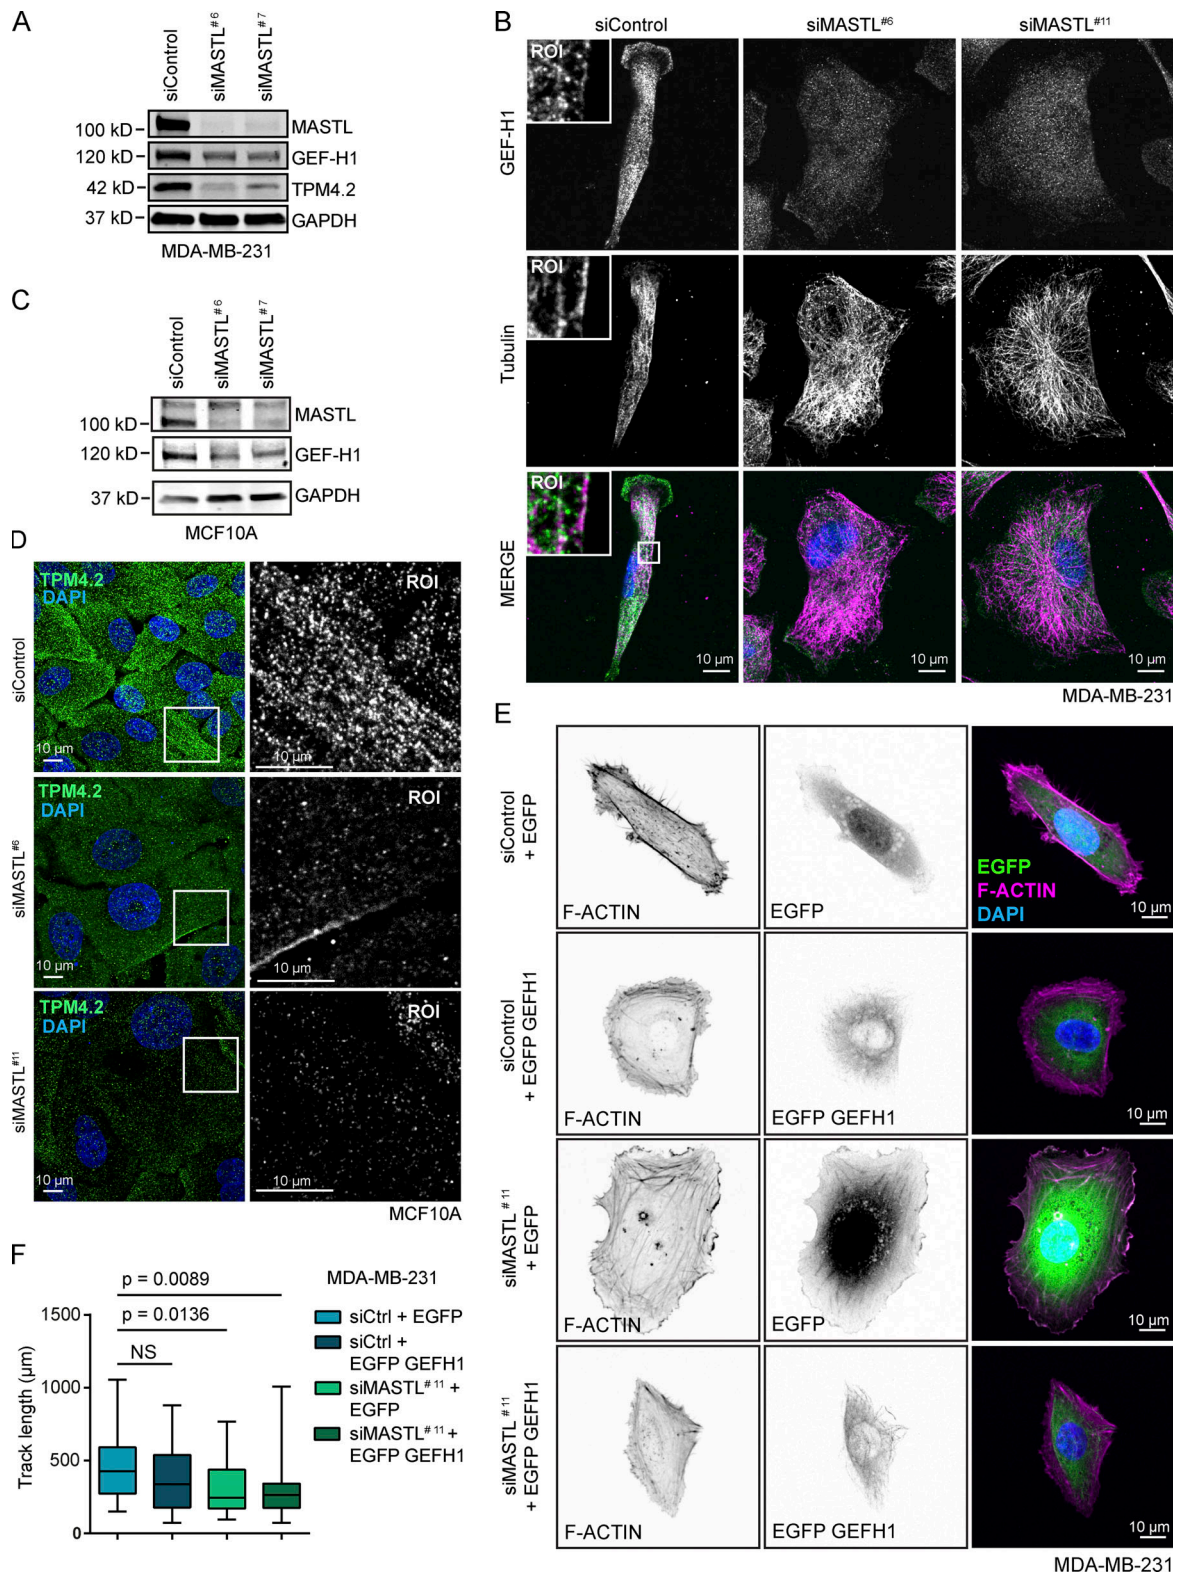 A
siControl
siMASTL#6
siMASTL#7
100 kD
MASTL
120 kD
GEF-H1
42 kD
TPM4.2
37 kD
GAPDH
MDA-MB-231
B
siControl
siMASTL#6
siMASTL#11
GEF-H1
ROI
Tubulin
ROI
MERGE
ROI
10 µm
10 µm
10 µm
MDA-MB-231
C
siControl
siMASTL#6
siMASTL#7
100 kD
MASTL
120 kD
GEF-H1
37 kD
GAPDH
MCF10A
D
siControl
TPM4.2
DAPI
10 µm
ROI
10 µm
siMASTL#6
TPM4.2
DAPI
10 µm
ROI
10 µm
siMASTL#11
TPM4.2
DAPI
10 µm
ROI
10 µm
MCF10A
E
siControl
+ EGFP
F-ACTIN
EGFP
EGFP
F-ACTIN
DAPI
10 µm
siControl
+ EGFP GEFH1
F-ACTIN
EGFP GEFH1
10 µm
siMASTL#11
+ EGFP
F-ACTIN
EGFP
10 µm
siMASTL#11
+ EGFP GEFH1
F-ACTIN
EGFP GEFH1
10 µm
MDA-MB-231
F
p = 0.0089
p = 0.0136
NS
1500
1000
500
0
Track length (µm)
MDA-MB-231
siCtrl + EGFP
siCtrl +
EGFP GEFH1
siMASTL#11 +
EGFP
siMASTL#11 +
EGFP GEFH1